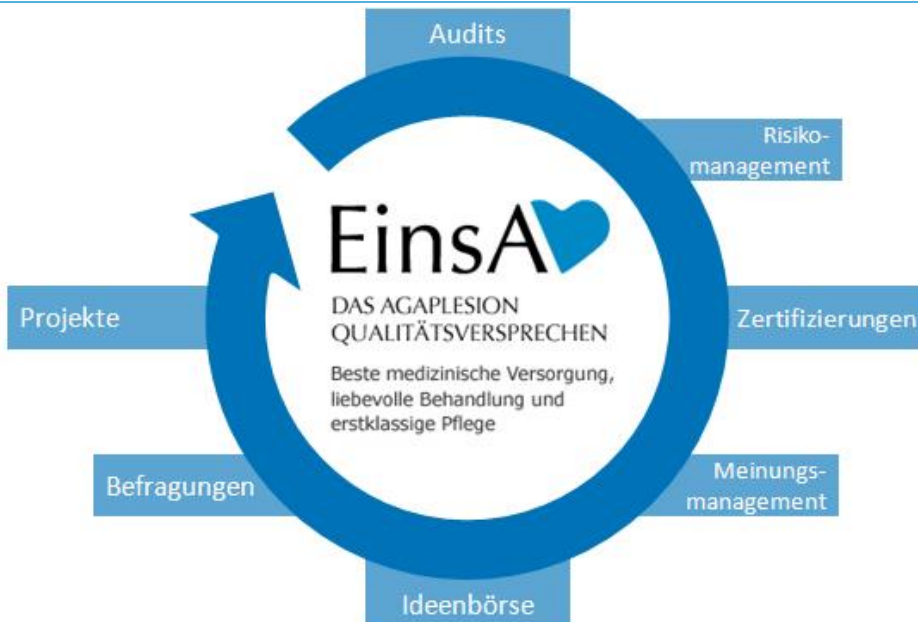 Audits
Risiko-
management
EinsA
DAS AGAPLESION
QUALITÄTSVERSPRECHEN
Beste medizinische Versorgung,
liebevolle Behandlung und
erstklassige Pflege
Projekte
Zertifizierungen
Befragungen
Meinungs-
management
Ideenbörse